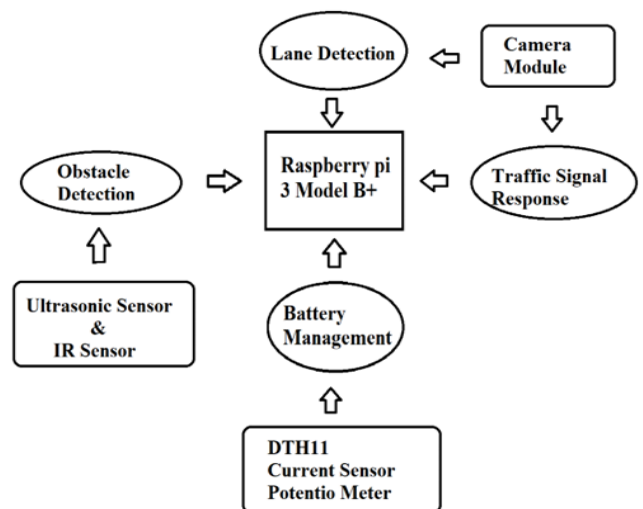 Lane Detection
Camera
Module
Obstacle
Detection
Raspberry pi
3 Model B+
Traffic Signal
Response
Ultrasonic Sensor
&
IR Sensor
Battery
Management
DTH11
Current Sensor
Potentio Meter